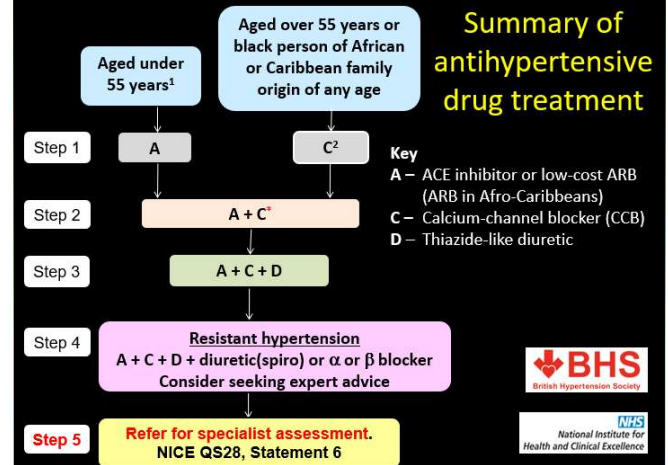 Summary of
antihypertensive
drug treatment
Aged under
55 years¹
Aged over 55 years or
black person of African
or Caribbean family
origin of any age
Step 1
A
C²
Key
A – ACE inhibitor or low-cost ARB
(ARB in Afro-Caribbeans)
C – Calcium-channel blocker (CCB)
D – Thiazide-like diuretic
Step 2
A + C*
Step 3
A + C + D
Step 4
Resistant hypertension
A + C + D + diuretic(spiro) or α or β blocker
Consider seeking expert advice
BHS
British Hypertension Society
Step 5
Refer for specialist assessment.
NICE QS28, Statement 6
NHS
National Institute for
Health and Clinical Excellence